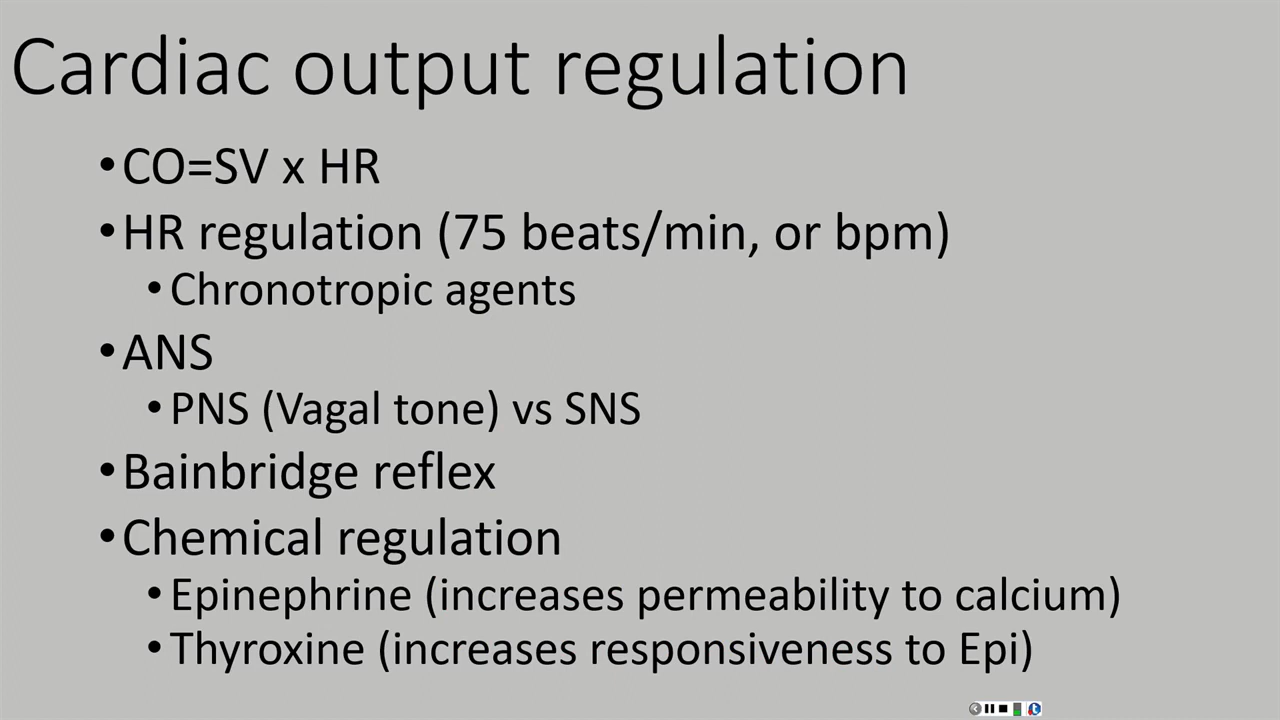 Cardiac output regulation
•CO=SV x HR
•HR regulation (75 beats/min, or bpm)
•Chronotropic agents
•ANS
•PNS (Vagal tone) vs SNS
•Bainbridge reflex
•Chemical regulation
•Epinephrine (increases permeability to calcium)
•Thyroxine (increases responsiveness to Epi)